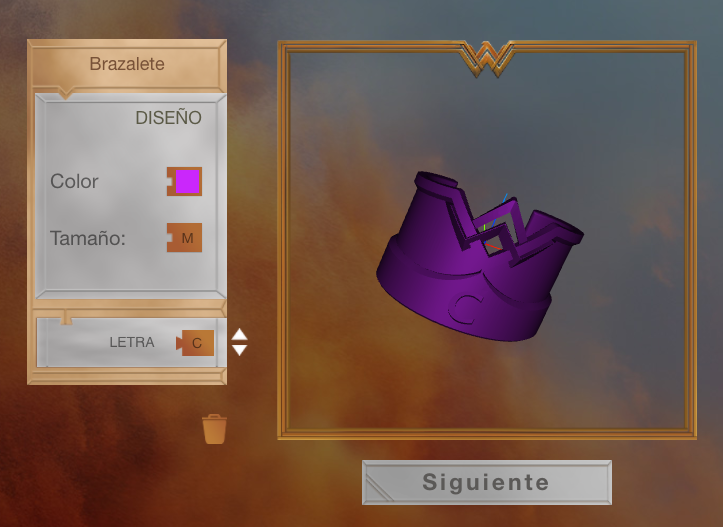 Brazalete
DISEÑO
Color
Tamaño: M
LETRA C
C
Siguiente